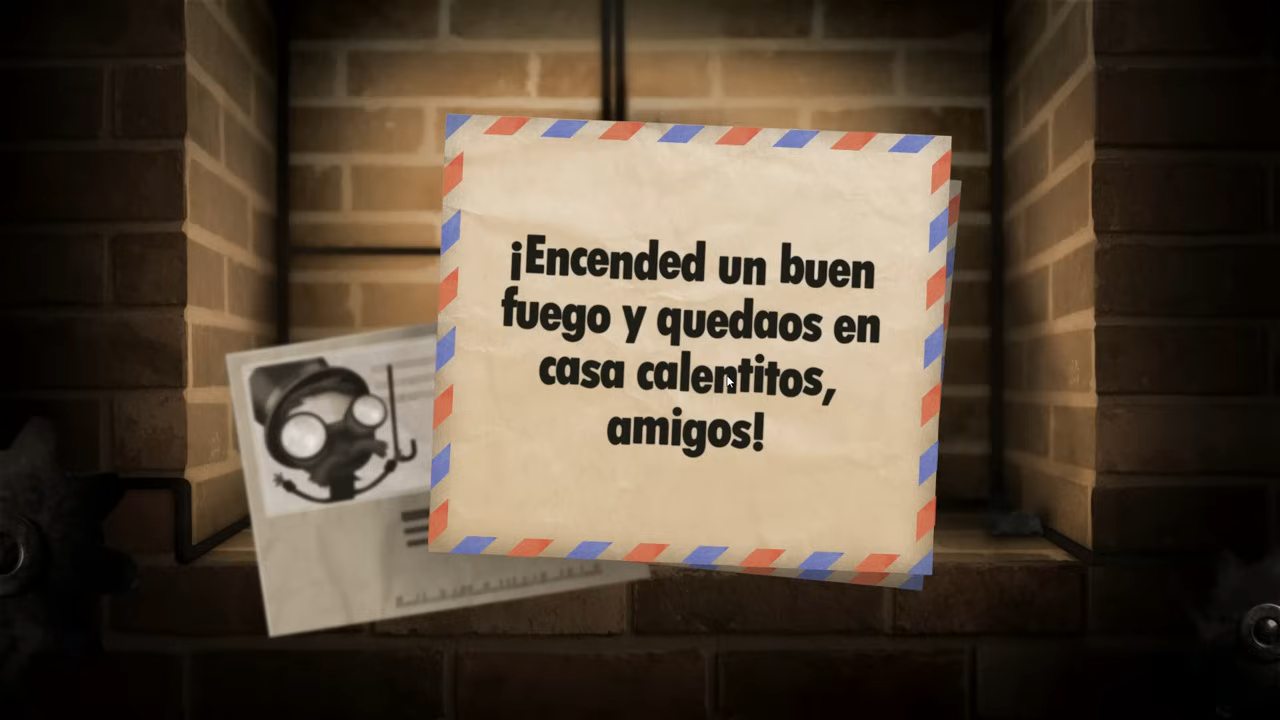 ¡Encended un buen
fuego y quedaos en
casa calentitos,
amigos!